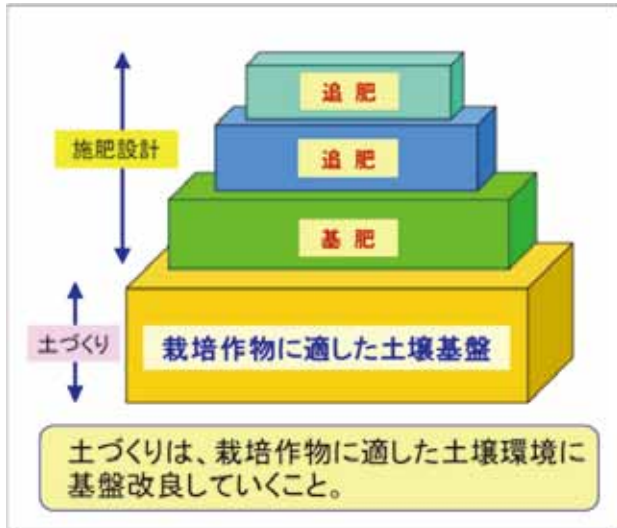 追 肥
施肥設計
追 肥
基 肥
土づくり
栽培作物に適した土壌基盤
土づくりは、栽培作物に適した土壌環境に
基盤改良していくこと。